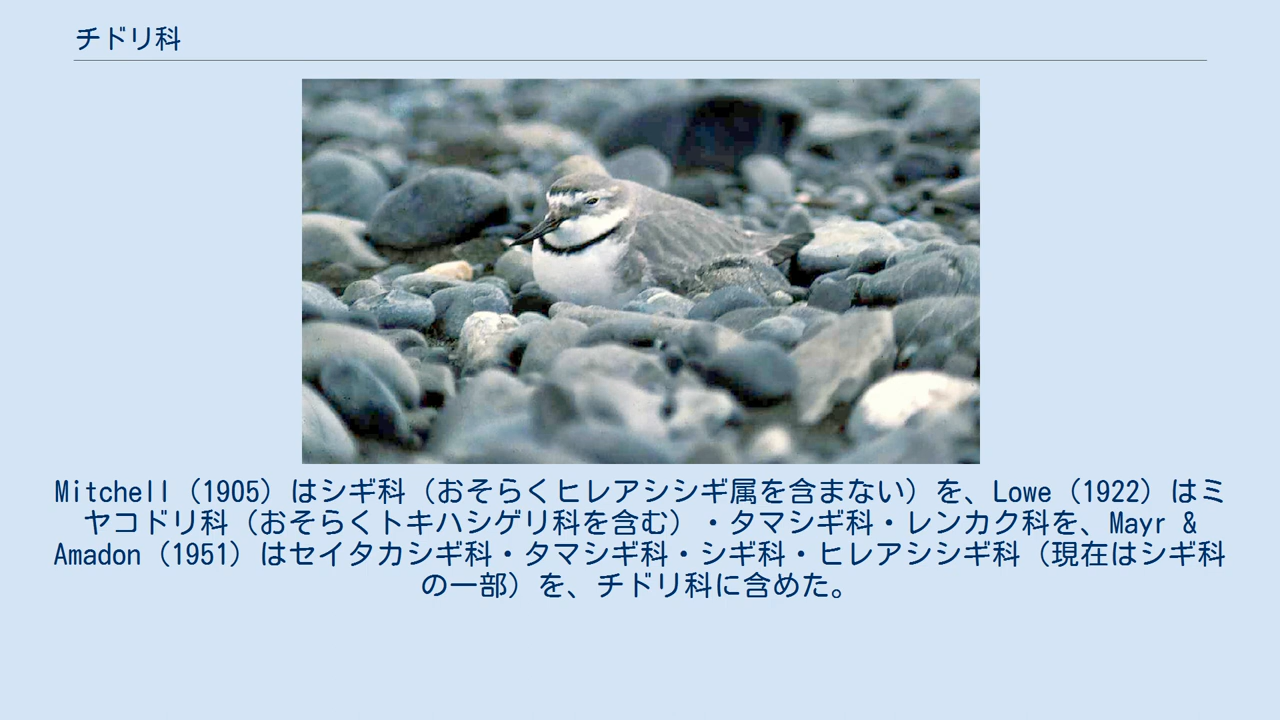 チドリ科
Mitchell（1905）はシギ科（おそらくヒレアシシギ属を含まない）を、Lowe（1922）はミ
ヤコドリ科（おそらくトキハシゲリ科を含む）・タマシギ科・レンカク科を、Mayr &
Amadon（1951）はセイタカシギ科・タマシギ科・シギ科・ヒレアシシギ科（現在はシギ科
の一部）を、チドリ科に含めた。